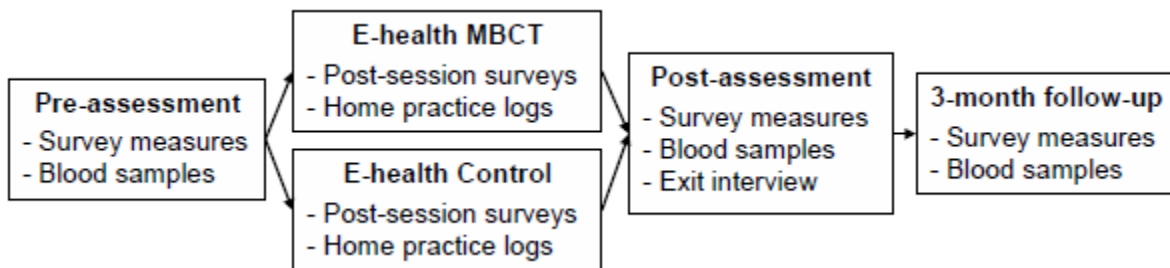 Pre-assessment
- Survey measures
- Blood samples
E-health MBCT
- Post-session surveys
- Home practice logs
E-health Control
- Post-session surveys
- Home practice logs
Post-assessment
- Survey measures
- Blood samples
- Exit interview
3-month follow-up
- Survey measures
- Blood samples